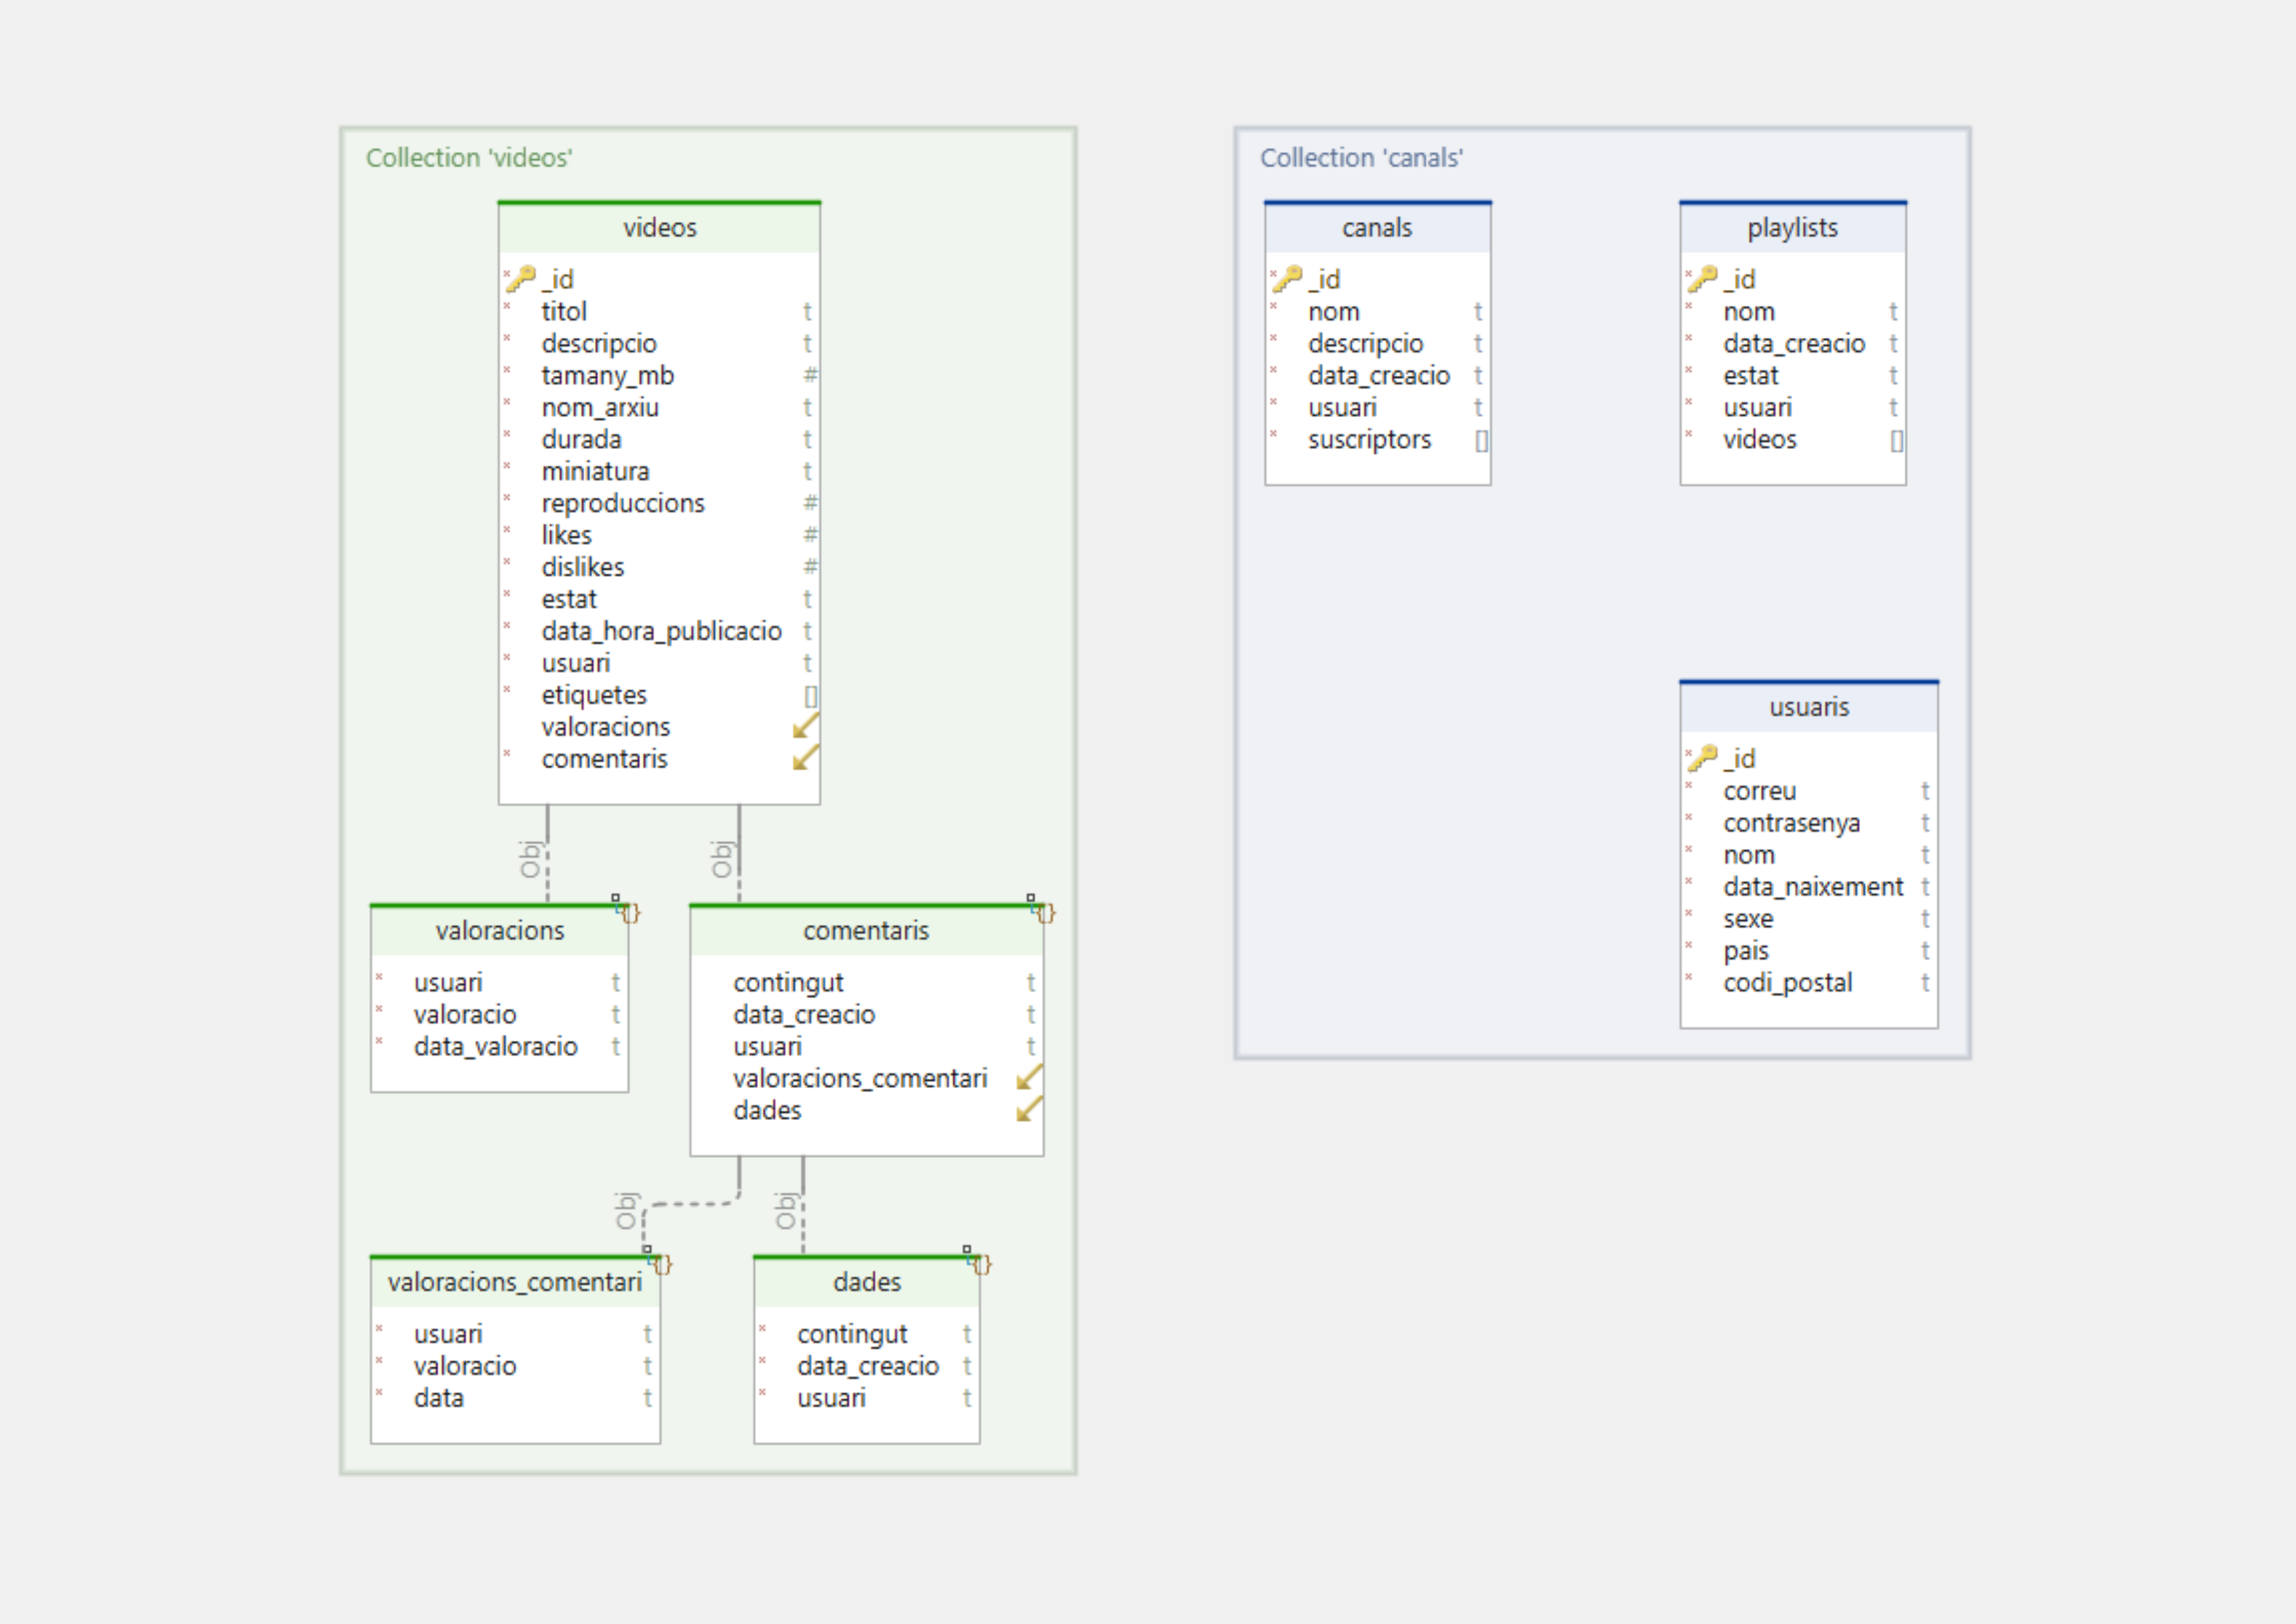 Collection 'videos'
videos
_id
titol t
descripcio t
tamany_mb #
nom_arxiu t
durada t
miniatura t
reproduccions #
likes #
dislikes #
estat t
data_hora_publicacio t
usuari t
etiquetes []
valoracions
comentaris
Obj
Obj
valoracions
{}
usuari t
valoracio t
data_valoracio t
comentaris
{}
contingut t
data_creacio t
usuari t
valoracions_comentari
dades
Obj
Obj
valoracions_comentari
{}
usuari t
valoracio t
data t
dades
{}
contingut t
data_creacio t
usuari t
Collection 'canals'
canals
_id
nom t
descripcio t
data_creacio t
usuari t
suscriptors []
playlists
_id
nom t
data_creacio t
estat t
usuari t
videos []
usuaris
_id
correu t
contrasenya t
nom t
data_naixement t
sexe t
pais t
codi_postal t